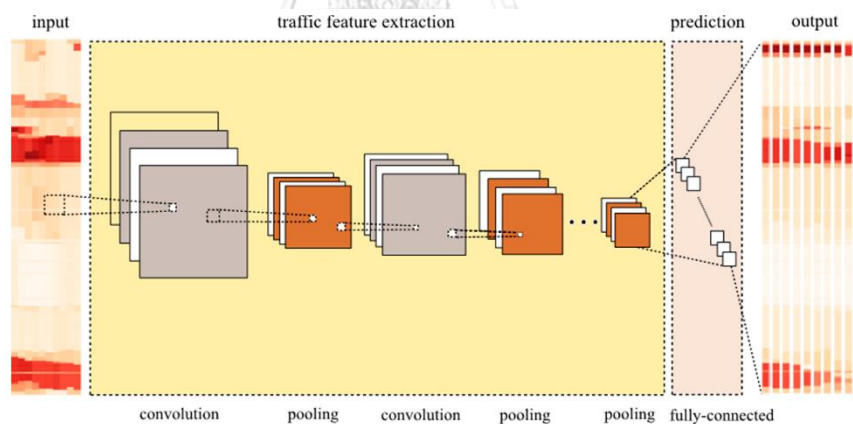 input
traffic feature extraction
prediction
output
convolution
pooling
convolution
pooling
pooling
fully-connected